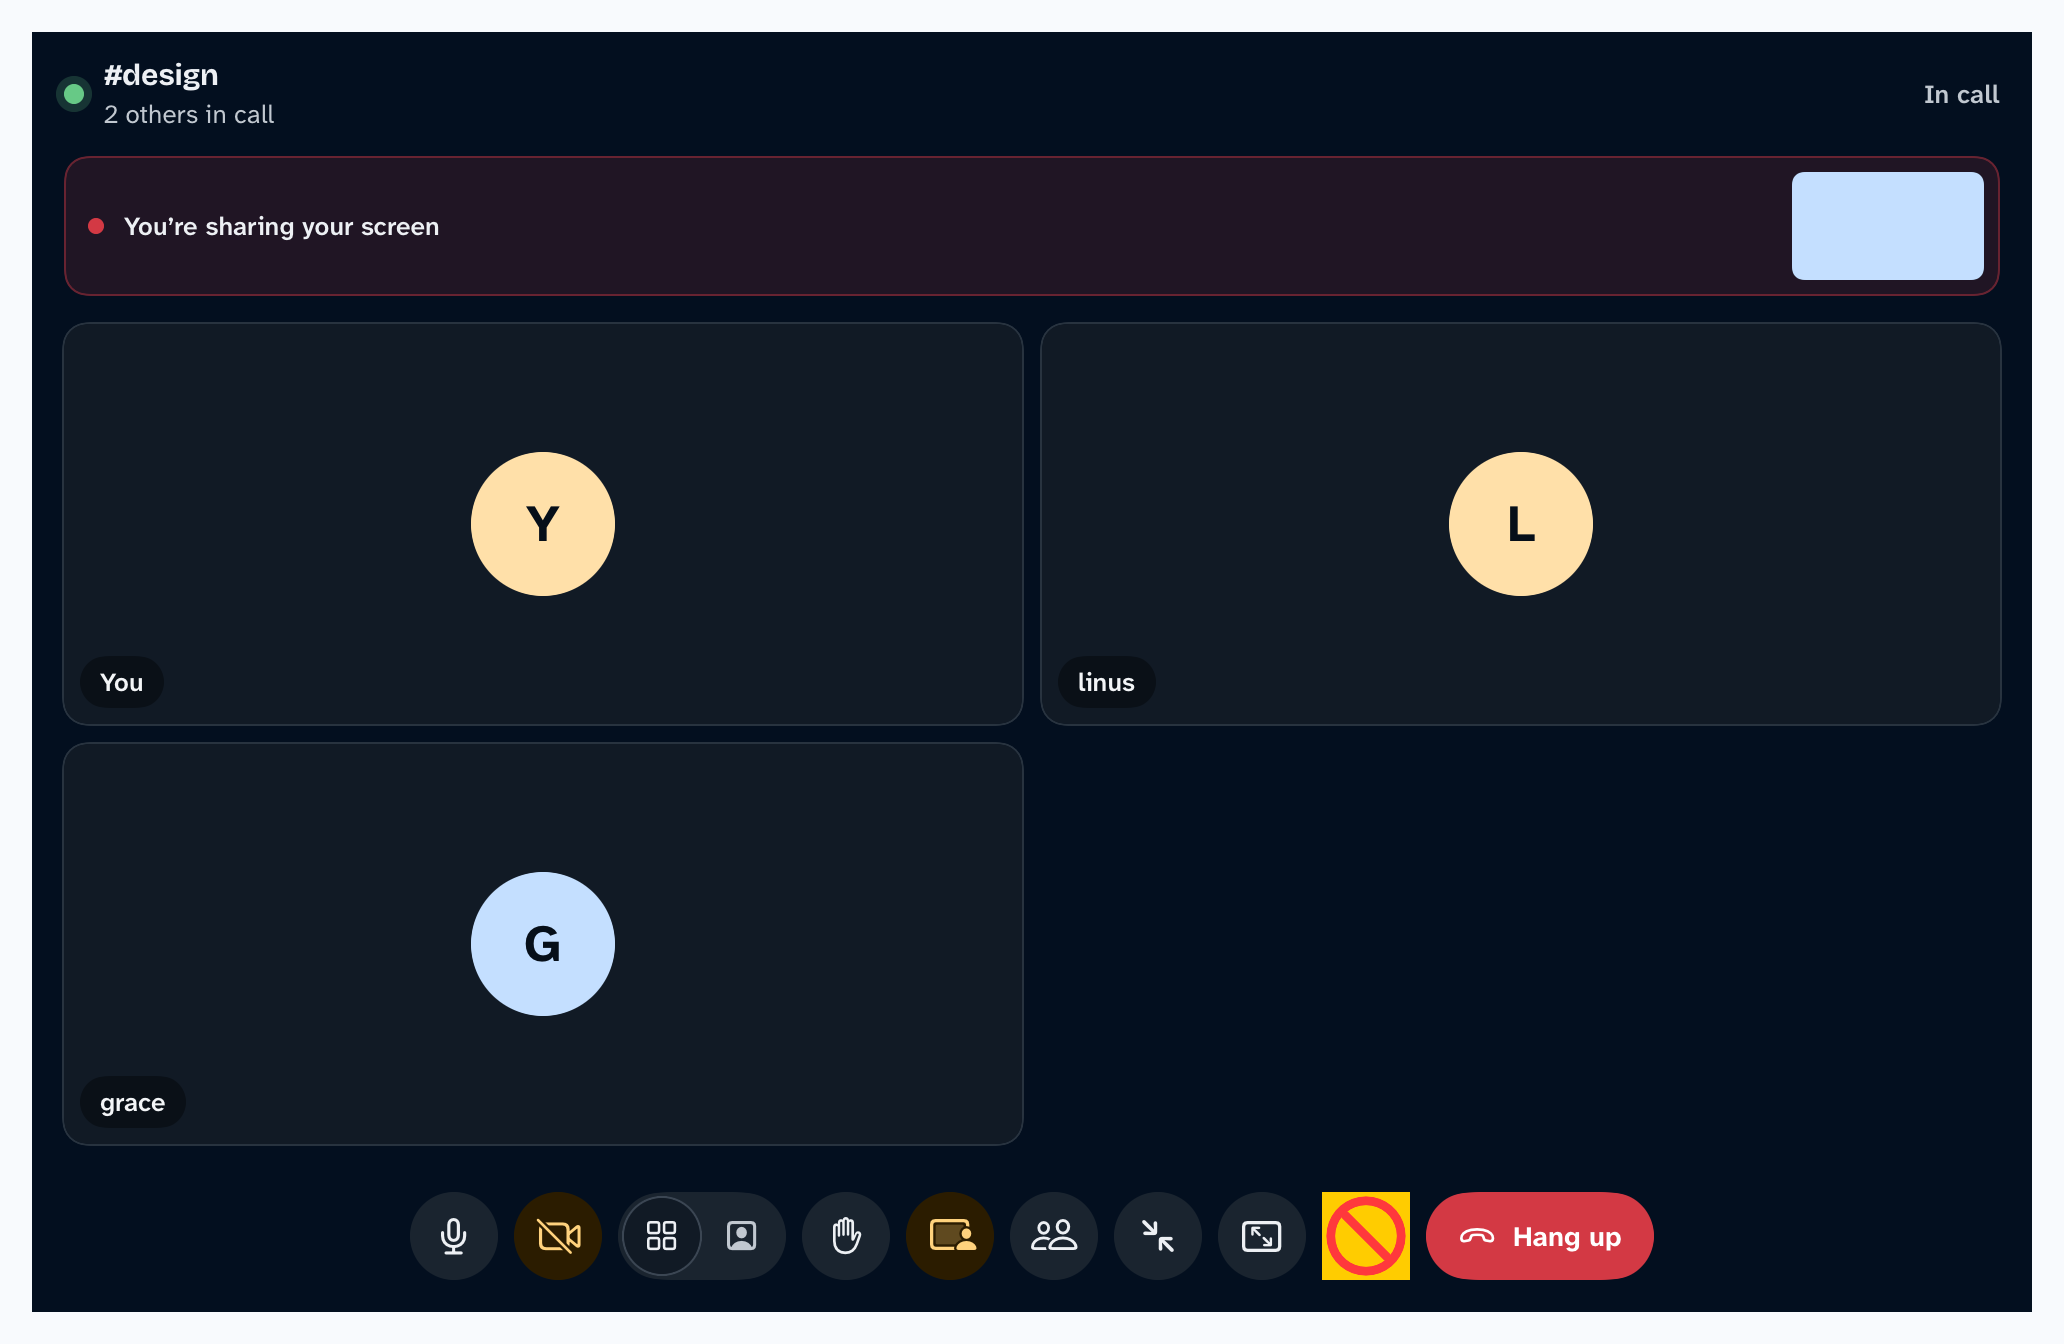 #design
2 others in call
In call
You’re sharing your screen
Y
You
L
linus
G
grace
Hang up